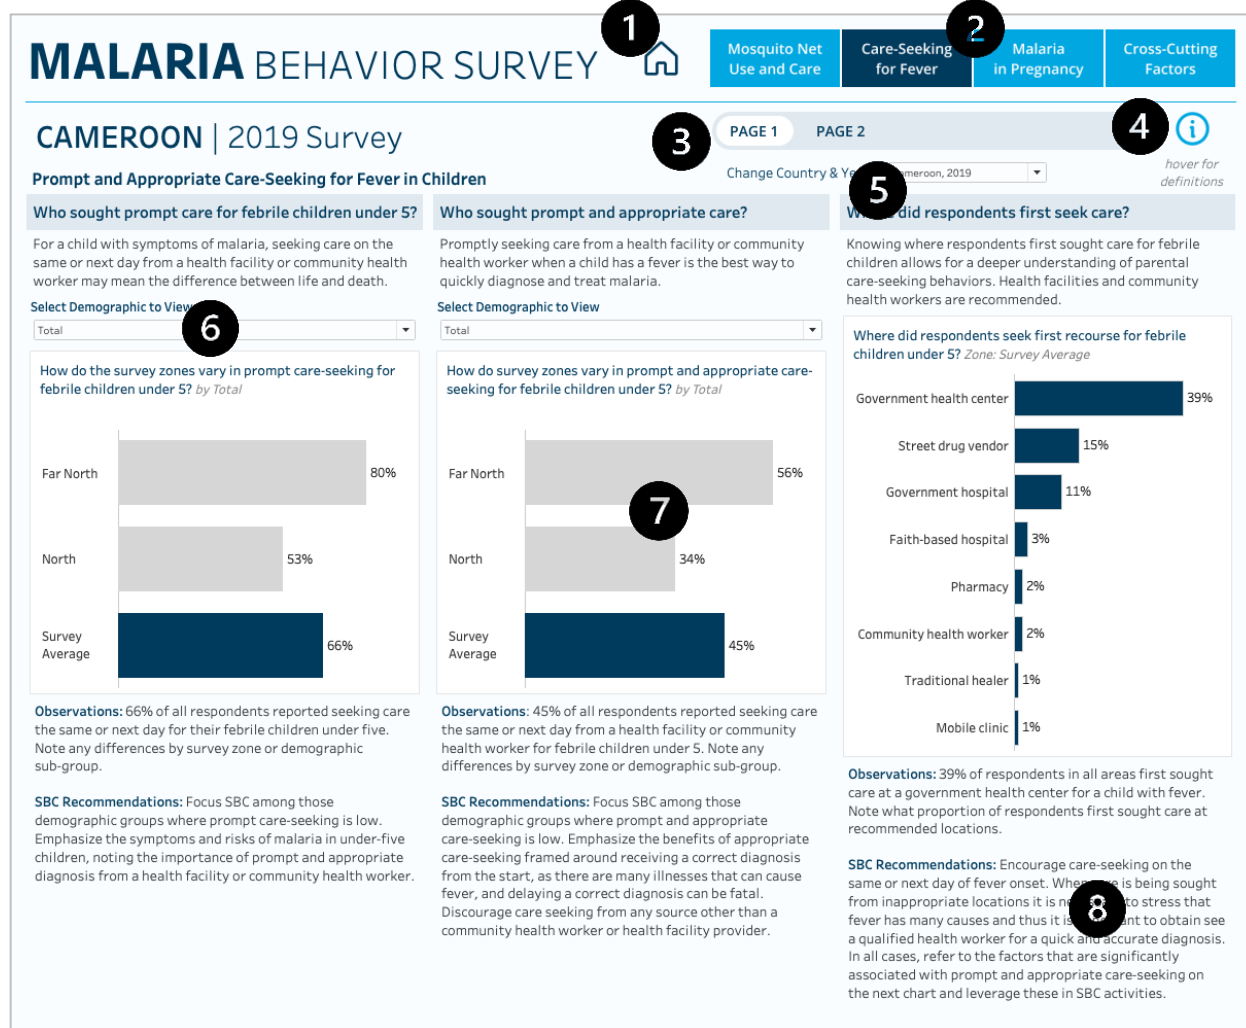 1
2
MALARIA BEHAVIOR SURVEY
Mosquito Net
Use and Care
Care-Seeking
for Fever
Malaria
in Pregnancy
Cross-Cutting
Factors
CAMEROON | 2019 Survey
3
PAGE 1
PAGE 2
4
i
hover for
definitions
Change Country & Ye
5
ameroon, 2019
Prompt and Appropriate Care-Seeking for Fever in Children
Who sought prompt care for febrile children under 5?
For a child with symptoms of malaria, seeking care on the
same or next day from a health facility or community health
worker may mean the difference between life and death.
Select Demographic to View
6
Total
How do the survey zones vary in prompt care-seeking for
febrile children under 5? by Total
Far North 80%
North 53%
Survey
Average 66%
Observations: 66% of all respondents reported seeking care
the same or next day for their febrile children under five.
Note any differences by survey zone or demographic
sub-group.
SBC Recommendations: Focus SBC among those
demographic groups where prompt care-seeking is low.
Emphasize the symptoms and risks of malaria in under-five
children, noting the importance of prompt and appropriate
diagnosis from a health facility or community health worker.
Who sought prompt and appropriate care?
Promptly seeking care from a health facility or community
health worker when a child has a fever is the best way to
quickly diagnose and treat malaria.
Select Demographic to View
Total
How do survey zones vary in prompt and appropriate care-
seeking for febrile children under 5? by Total
Far North 56%
7
North 34%
Survey
Average 45%
Observations: 45% of all respondents reported seeking care
the same or next day from a health facility or community
health worker for febrile children under 5. Note any
differences by survey zone or demographic sub-group.
SBC Recommendations: Focus SBC among those
demographic groups where prompt and appropriate
care-seeking is low. Emphasize the benefits of appropriate
care-seeking framed around receiving a correct diagnosis
from the start, as there are many illnesses that can cause
fever, and delaying a correct diagnosis can be fatal.
Discourage care seeking from any source other than a
community health worker or health facility provider.
W did respondents first seek care?
Knowing where respondents first sought care for febrile
children allows for a deeper understanding of parental
care-seeking behaviors. Health facilities and community
health workers are recommended.
Where did respondents seek first recourse for febrile
children under 5? Zone: Survey Average
Government health center 39%
Street drug vendor 15%
Government hospital 11%
Faith-based hospital 3%
Pharmacy 2%
Community health worker 2%
Traditional healer 1%
Mobile clinic 1%
Observations: 39% of respondents in all areas first sought
care at a government health center for a child with fever.
Note what proportion of respondents first sought care at
recommended locations.
SBC Recommendations: Encourage care-seeking on the
same or next day of fever onset. When is being sought
from inappropriate locations it is to stress that
8
fever has many causes and thus it is to obtain see
a qualified health worker for a quick and accurate diagnosis.
In all cases, refer to the factors that are significantly
associated with prompt and appropriate care-seeking on
the next chart and leverage these in SBC activities.